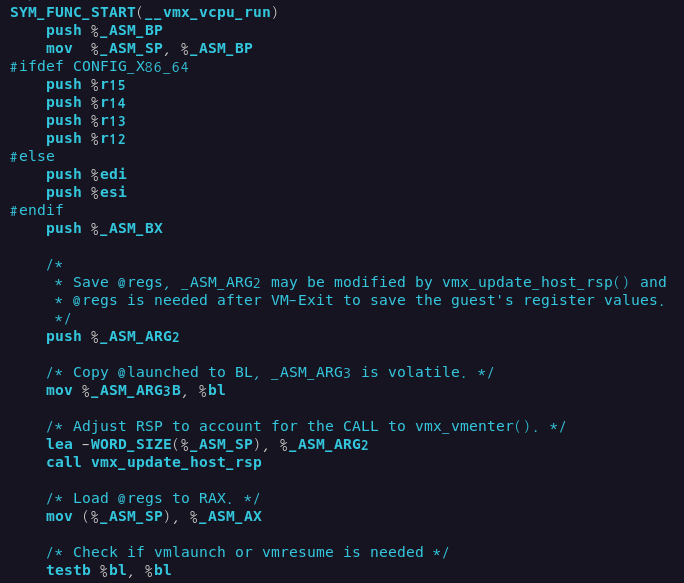 SYM_FUNC_START(__vmx_vcpu_run)
    push %_ASM_BP
    mov  %_ASM_SP, %_ASM_BP
#ifdef CONFIG_X86_64
    push %r15
    push %r14
    push %r13
    push %r12
#else
    push %edi
    push %esi
#endif
    push %_ASM_BX

    /*
     * Save @regs, _ASM_ARG2 may be modified by vmx_update_host_rsp() and
     * @regs is needed after VM-Exit to save the guest's register values.
     */
    push %_ASM_ARG2

    /* Copy @launched to BL, _ASM_ARG3 is volatile. */
    mov %_ASM_ARG3B, %bl

    /* Adjust RSP to account for the CALL to vmx_vmenter(). */
    lea -WORD_SIZE(%_ASM_SP), %_ASM_ARG2
    call vmx_update_host_rsp

    /* Load @regs to RAX. */
    mov (%_ASM_SP), %_ASM_AX

    /* Check if vmlaunch or vmresume is needed */
    testb %bl, %bl